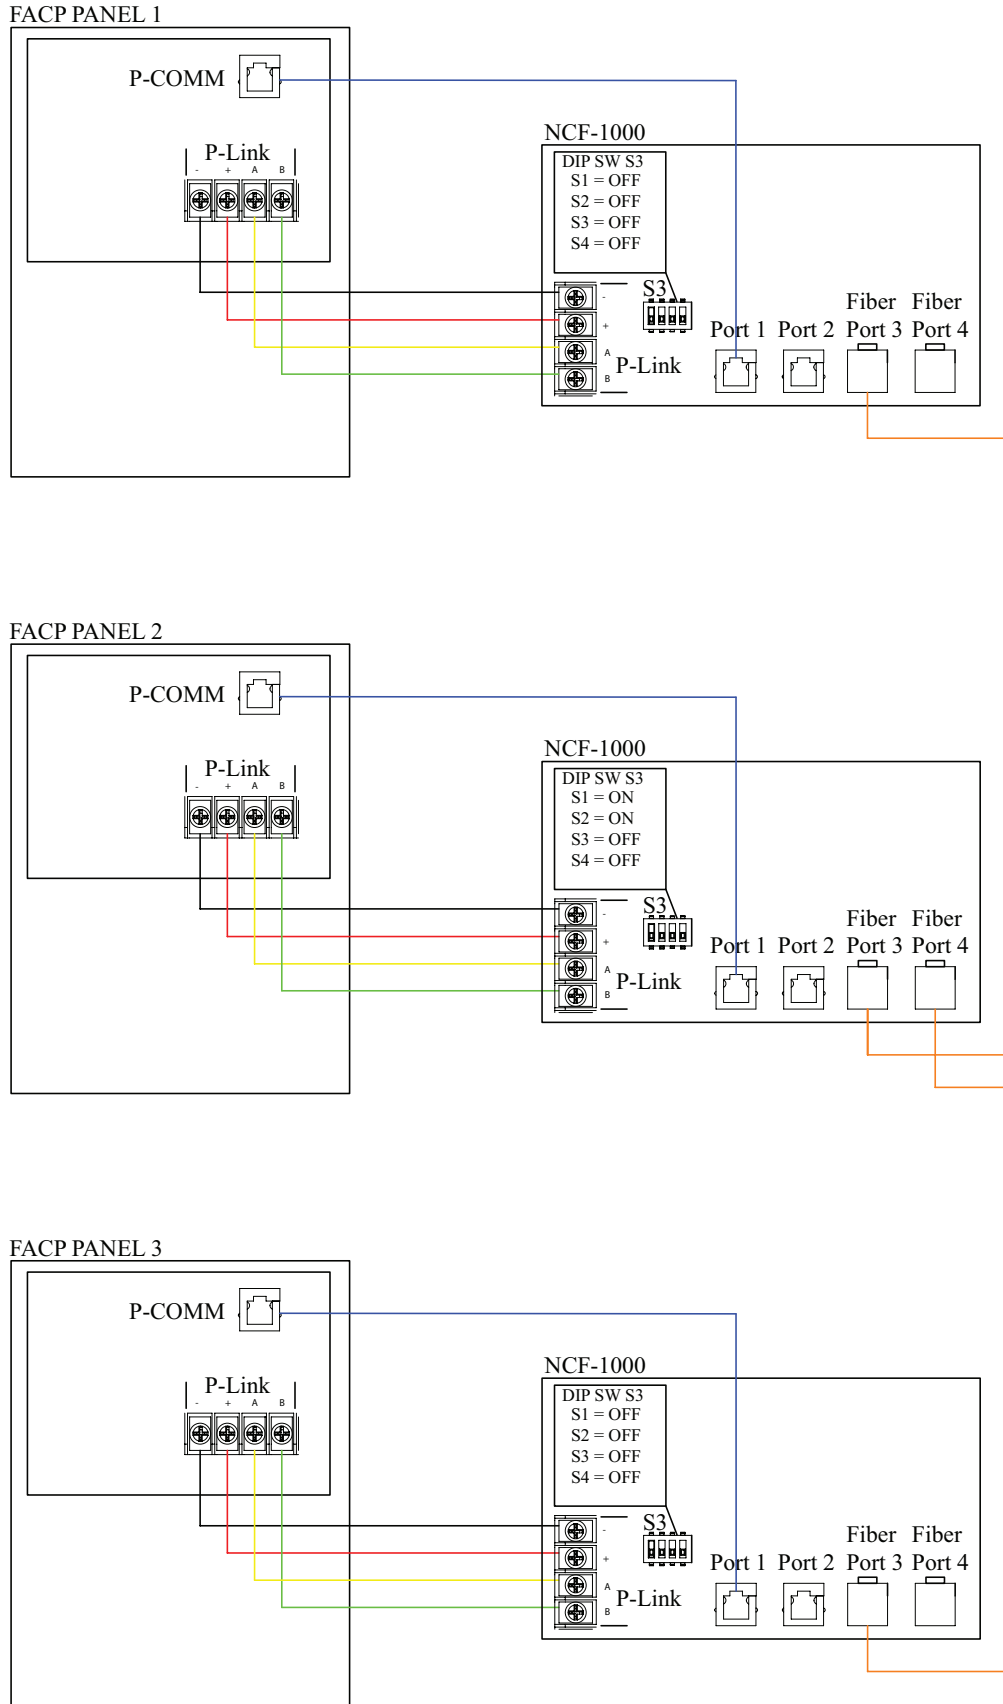 FACP PANEL 1
P-COMM
P-Link
- + A B
NCF-1000
DIP SW S3
S1 = OFF
S2 = OFF
S3 = OFF
S4 = OFF
S3
-
+
A
B
P-Link
Port 1 Port 2 Fiber Port 3 Fiber Port 4
FACP PANEL 2
P-COMM
P-Link
- + A B
NCF-1000
DIP SW S3
S1 = ON
S2 = ON
S3 = OFF
S4 = OFF
S3
-
+
A
B
P-Link
Port 1 Port 2 Fiber Port 3 Fiber Port 4
FACP PANEL 3
P-COMM
P-Link
- + A B
NCF-1000
DIP SW S3
S1 = OFF
S2 = OFF
S3 = OFF
S4 = OFF
S3
-
+
A
B
P-Link
Port 1 Port 2 Fiber Port 3 Fiber Port 4